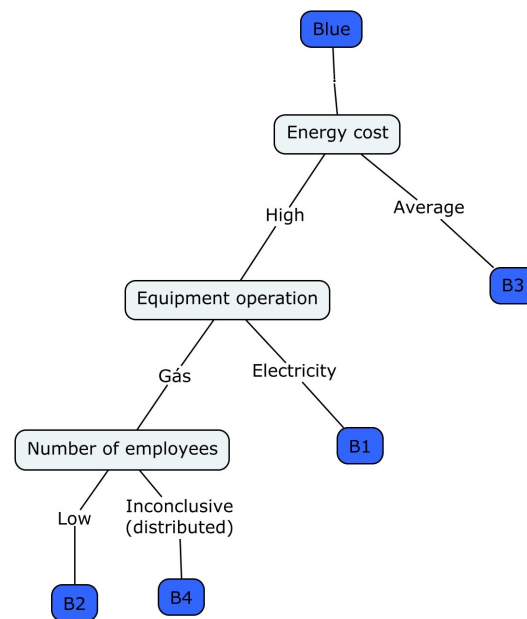 Blue
Energy cost
High
Average
B3
Equipment operation
Gás
Electricity
B1
Number of employees
Low
Inconclusive
(distributed)
B2
B4